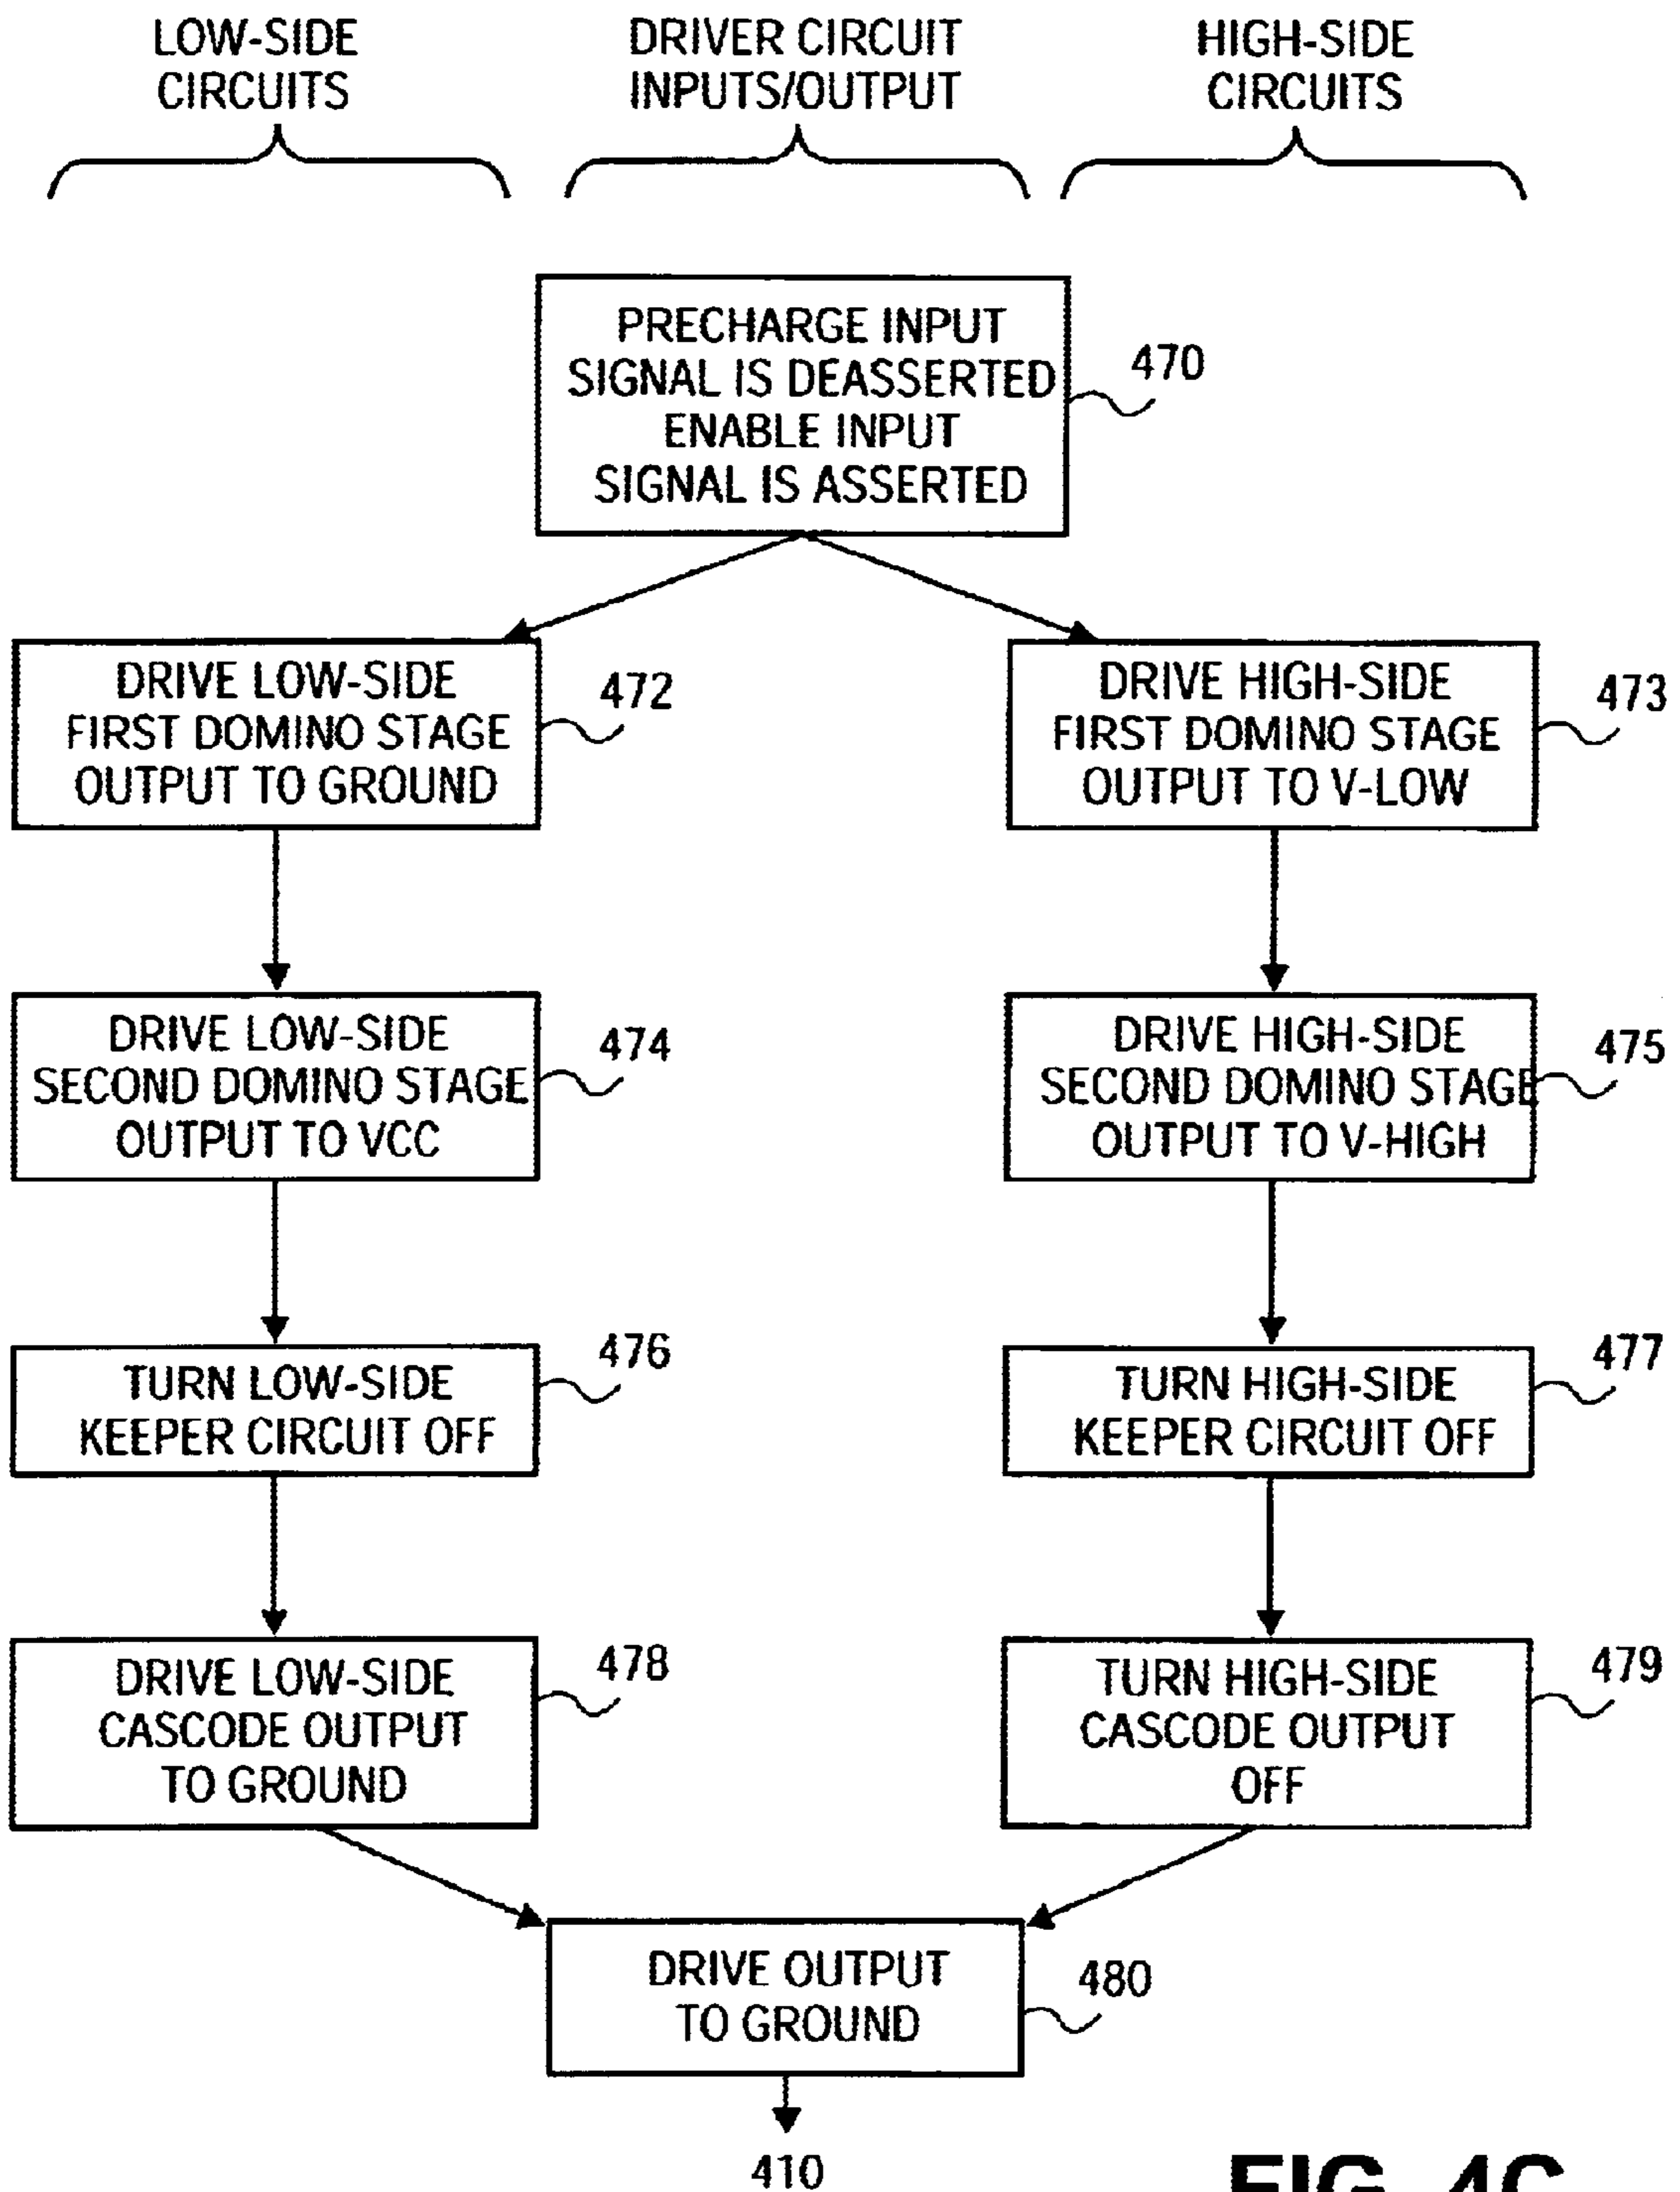 LOW-SIDE
CIRCUITS
DRIVER CIRCUIT
INPUTS/OUTPUT
HIGH-SIDE
CIRCUITS
PRECHARGE INPUT
SIGNAL IS DEASSERTED
ENABLE INPUT
SIGNAL IS ASSERTED
470
DRIVE LOW-SIDE
FIRST DOMINO STAGE
OUTPUT TO GROUND
472
DRIVE HIGH-SIDE
FIRST DOMINO STAGE
OUTPUT TO V-LOW
473
DRIVE LOW-SIDE
SECOND DOMINO STAGE
OUTPUT TO VCC
474
DRIVE HIGH-SIDE
SECOND DOMINO STAGE
OUTPUT TO V-HIGH
475
TURN LOW-SIDE
KEEPER CIRCUIT OFF
476
TURN HIGH-SIDE
KEEPER CIRCUIT OFF
477
DRIVE LOW-SIDE
CASCODE OUTPUT
TO GROUND
478
TURN HIGH-SIDE
CASCODE OUTPUT
OFF
479
DRIVE OUTPUT
TO GROUND
480
410
FIG. 4C